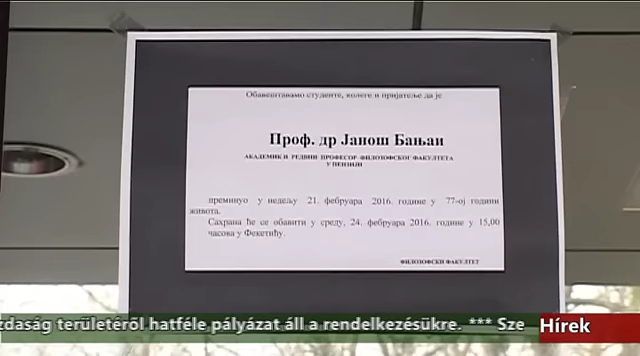 Обавештавамо студенте, колеге и пријатеље да је
Проф. др Јанош Бањаи
АКАДЕМИК И РЕДВНИ ПРОФЕСОР ФИЛОЗОФСКОГ ФАКУЛТЕТА
У ПЕНЗИЈИ
преминуо у недељу 21. фебруара 2016. године у 77-ој години
живота.
Сахрана ће се обавити у среду, 24. фебруара 2016. године у 15,00
часова у Фекетићу.
ФИЛОЗОФСКИ ФАКУЛТЕТ
zdaság területéről hatféle pályázat áll a rendelkezésükre. *** Sze
Hírek